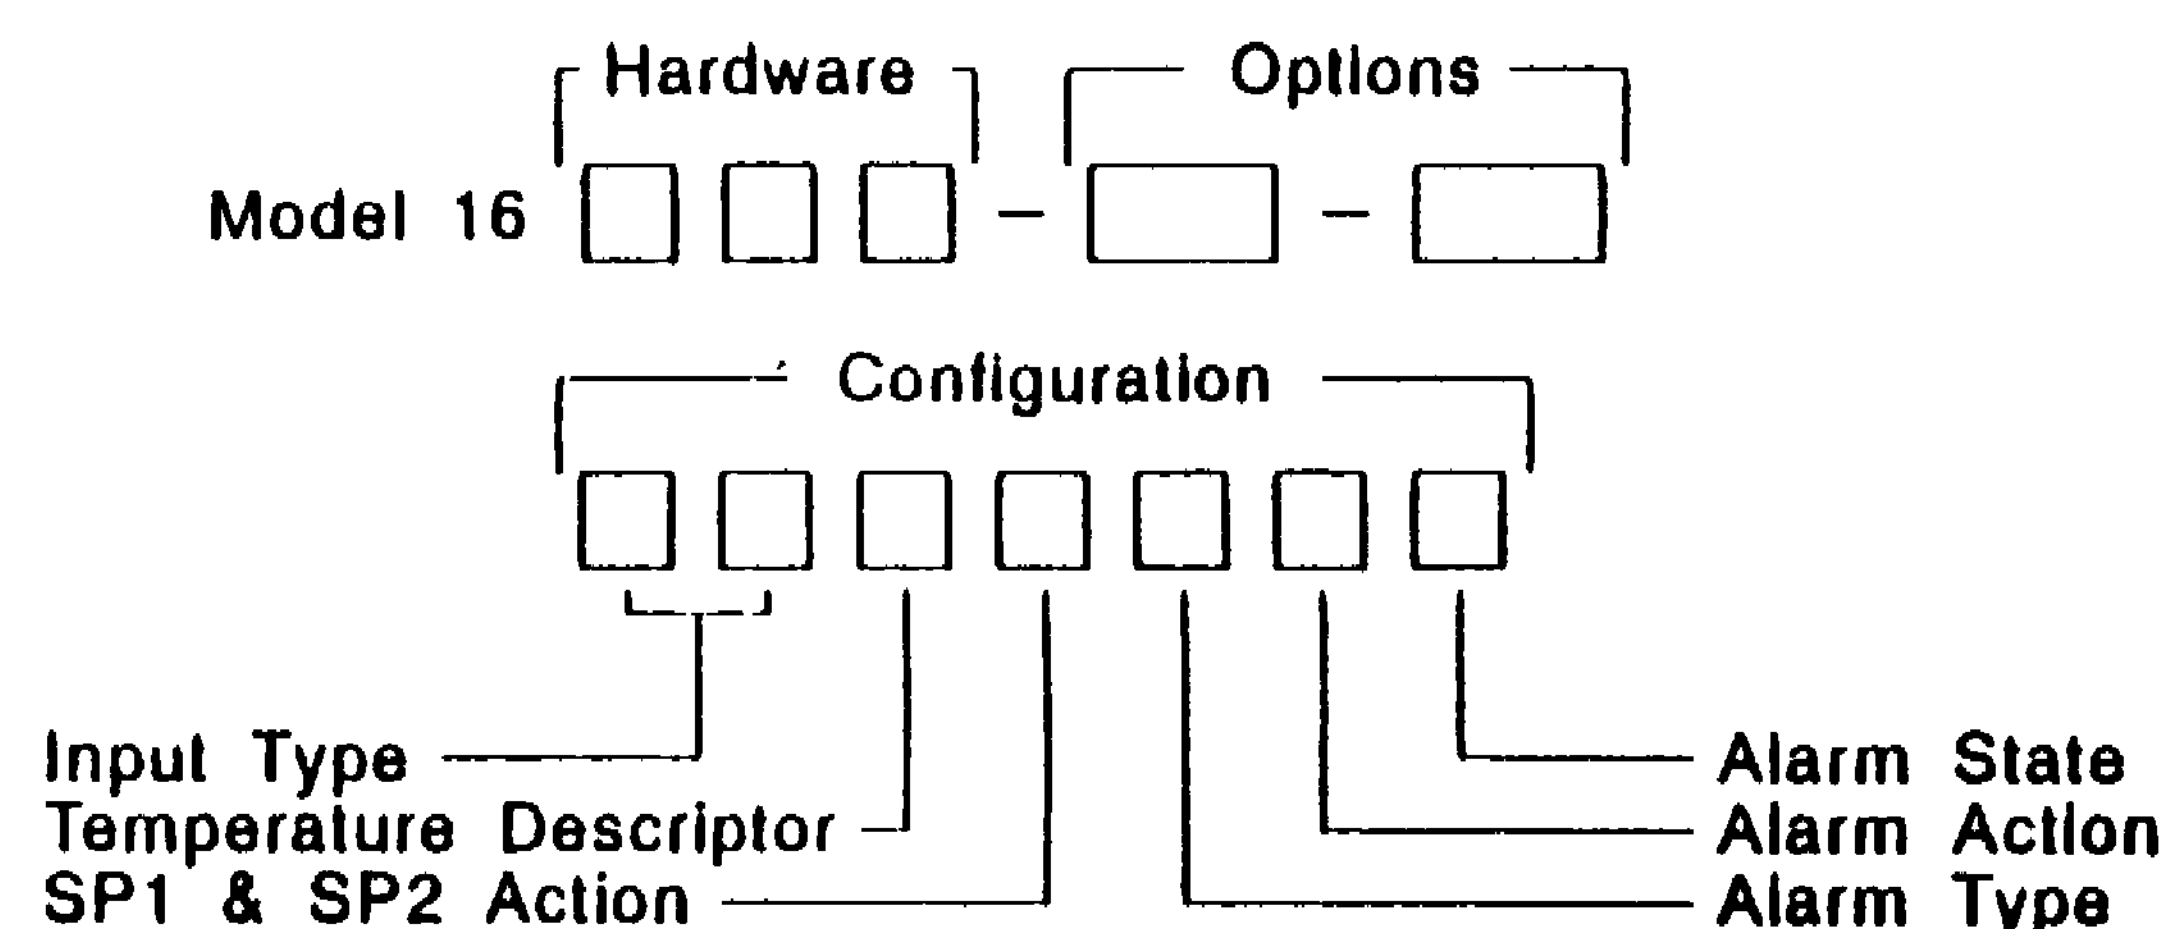 Hardware Options
Model 16 - -
Configuration
Input Type Alarm State
Temperature Descriptor Alarm Action
SP1 & SP2 Action Alarm Type